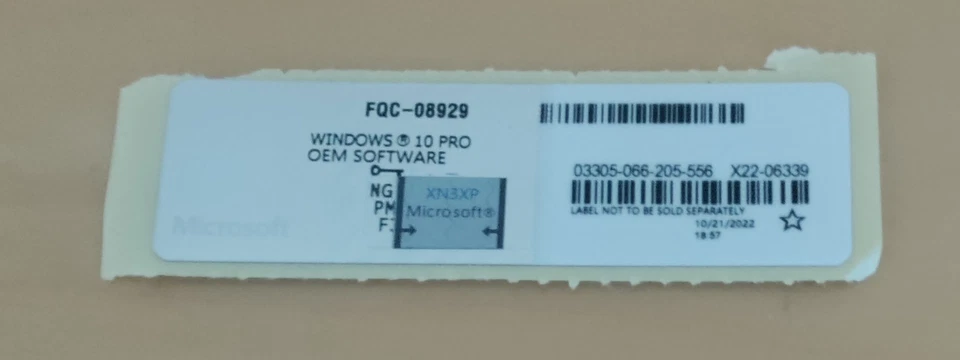 FQC-08929
WINDOWS ® 10 PRO
OEM SOFTWARE
NG
PM
XN3XP
Microsoft®
Microsoft
03305-066-205-556 X22-06339
LABEL NOT TO BE SOLD SEPARATELY
10/21/2022
18:57